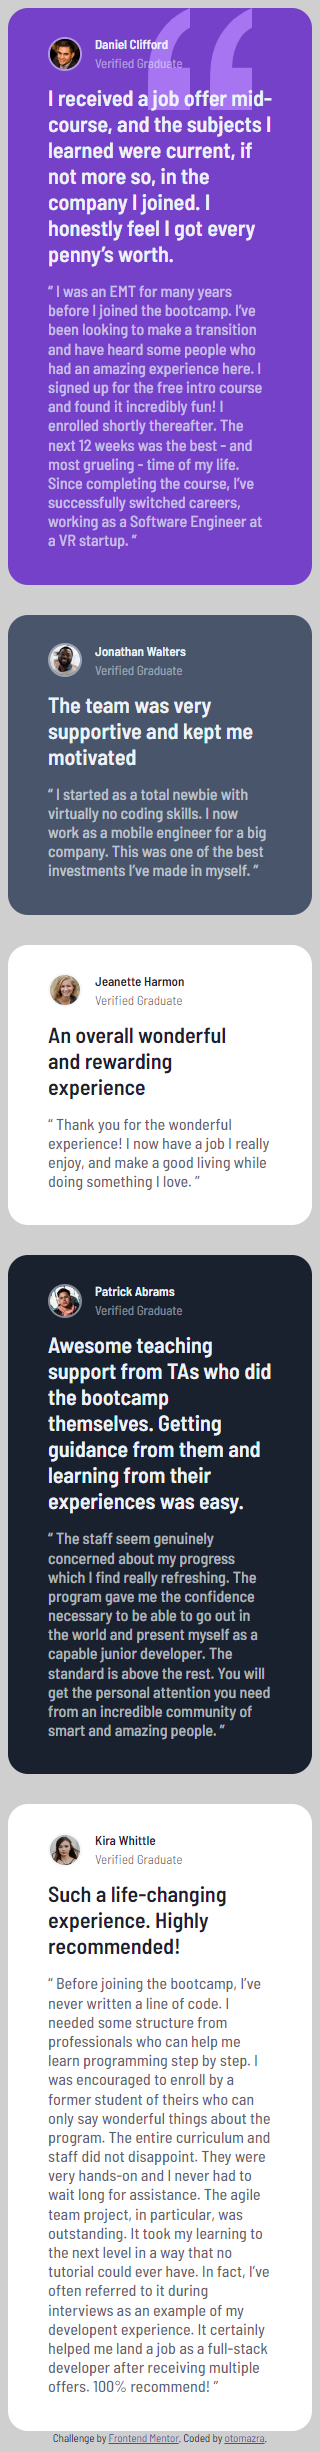 Daniel Clifford
Verified Graduate
I received a job offer mid-
course, and the subjects I
learned were current, if
not more so, in the
company I joined. I
honestly feel I got every
penny’s worth.
“ I was an EMT for many years
before I joined the bootcamp. I’ve
been looking to make a transition
and have heard some people who
had an amazing experience here. I
signed up for the free intro course
and found it incredibly fun! I
enrolled shortly thereafter. The
next 12 weeks was the best - and
most grueling - time of my life.
Since completing the course, I’ve
successfully switched careers,
working as a Software Engineer at
a VR startup. ”
Jonathan Walters
Verified Graduate
The team was very
supportive and kept me
motivated
“ I started as a total newbie with
virtually no coding skills. I now
work as a mobile engineer for a big
company. This was one of the best
investments I’ve made in myself. ”
Jeanette Harmon
Verified Graduate
An overall wonderful
and rewarding
experience
“ Thank you for the wonderful
experience! I now have a job I really
enjoy, and make a good living while
doing something I love. ”
Patrick Abrams
Verified Graduate
Awesome teaching
support from TAs who did
the bootcamp
themselves. Getting
guidance from them and
learning from their
experiences was easy.
“ The staff seem genuinely
concerned about my progress
which I find really refreshing. The
program gave me the confidence
necessary to be able to go out in
the world and present myself as a
capable junior developer. The
standard is above the rest. You will
get the personal attention you need
from an incredible community of
smart and amazing people. ”
Kira Whittle
Verified Graduate
Such a life-changing
experience. Highly
recommended!
“ Before joining the bootcamp, I’ve
never written a line of code. I
needed some structure from
professionals who can help me
learn programming step by step. I
was encouraged to enroll by a
former student of theirs who can
only say wonderful things about the
program. The entire curriculum and
staff did not disappoint. They were
very hands-on and I never had to
wait long for assistance. The agile
team project, in particular, was
outstanding. It took my learning to
the next level in a way that no
tutorial could ever have. In fact, I’ve
often referred to it during
interviews as an example of my
developent experience. It certainly
helped me land a job as a full-stack
developer after receiving multiple
offers. 100% recommend! ”
Challenge by Frontend Mentor. Coded by otomazra.